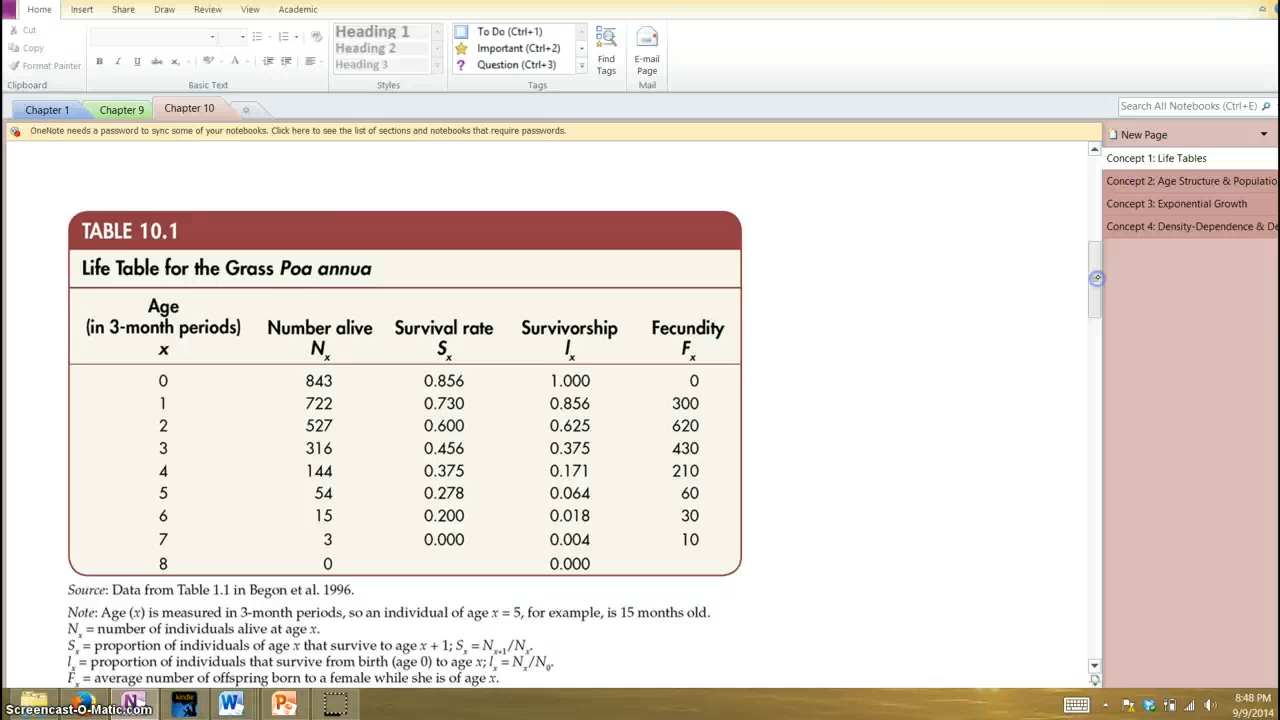 Home Insert Share Draw Review View Academic
Cut
Copy
Format Painter
Clipboard
B I U abc x₂ A
Basic Text
Heading 1
Heading 2
Heading 3
Styles
To Do (Ctrl+1)
Important (Ctrl+2)
? Question (Ctrl+3)
Tags
Find
Tags
E-mail
Page
Mail
Chapter 1 Chapter 9 Chapter 10
Search All Notebooks (Ctrl+E)
OneNote needs a password to sync some of your notebooks. Click here to see the list of sections and notebooks that require passwords.
New Page
Concept 1: Life Tables
Concept 2: Age Structure & Populatio
Concept 3: Exponential Growth
Concept 4: Density-Dependence & De
TABLE 10.1
Life Table for the Grass Poa annua
Age
(in 3-month periods) Number alive Survival rate Survivorship Fecundity
x Nₓ Sₓ lₓ Fₓ
0 843 0.856 1.000 0
1 722 0.730 0.856 300
2 527 0.600 0.625 620
3 316 0.456 0.375 430
4 144 0.375 0.171 210
5 54 0.278 0.064 60
6 15 0.200 0.018 30
7 3 0.000 0.004 10
8 0 0.000
Source: Data from Table 1.1 in Begon et al. 1996.
Note: Age (x) is measured in 3-month periods, so an individual of age x = 5, for example, is 15 months old.
Nₓ = number of individuals alive at age x.
Sₓ = proportion of individuals of age x that survive to age x + 1; Sₓ = Nₓ₊₁/Nₓ.
lₓ = proportion of individuals that survive from birth (age 0) to age x; lₓ = Nₓ/N₀.
Fₓ = average number of offspring born to a female while she is of age x.
kindle
Screencast-O-Matic.com
8:48 PM
9/9/2014